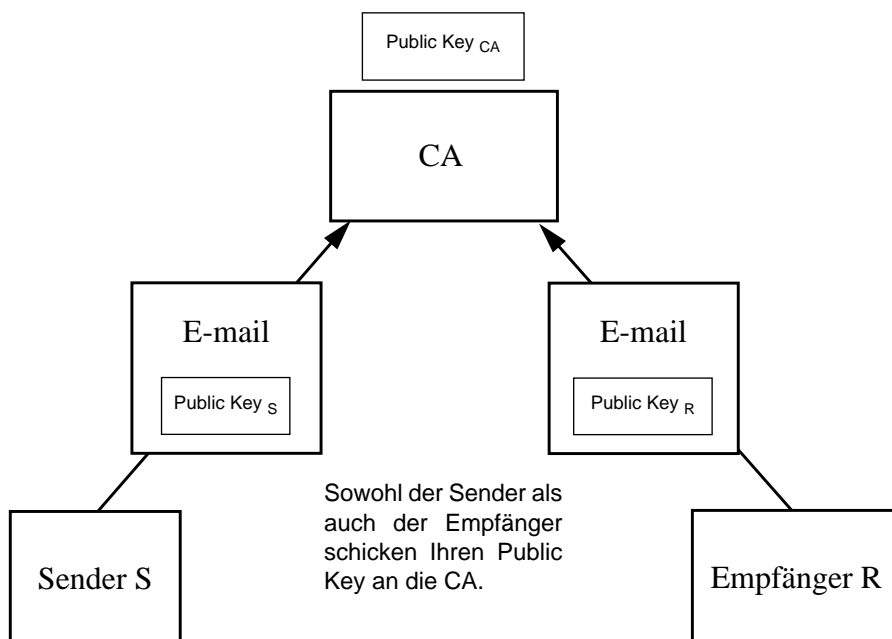 Public Key CA
CA
E-mail
Public Key S
E-mail
Public Key R
Sowohl der Sender als
auch der Empfänger
schicken Ihren Public
Key an die CA.
Sender S
Empfänger R